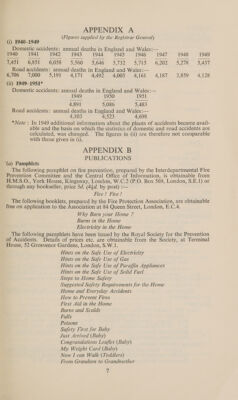 APPENDIX A
(Figures supplied by the Registrar General)
(i) 1940-1949
Domestic accidents: annual deaths in England and Wales:—
1940 1941 1942 1943 1944 1945 1946 1947 1948 1949
7,451 6,851 6,058 5,560 5,646 5,732 5,715 6,202 5,278 5,437
Road accidents: annual deaths in England and Wales:—
6,706 7,000 5,191 4,171 4,492 4,005 4,161 4,187 3,859 4,128
(ii) 1949-1951*
Domestic accidents: annual deaths in England and Wales:—
1949 1950 1951
4,891 5,086 5,483
Road accidents: annual deaths in England and Wales:—
4,103 4,523 4,698
*Note: In 1949 additional information about the places of accidents became avail-
able and the basis on which the statistics of domestic and road accidents are
calculated, was changed. The figures in (ii) are therefore not comparable
with those given in (i).
APPENDIX B
PUBLICATIONS
(a) Pamphlets
The following pamphlet on fire prevention, prepared by the Interdepartmental Fire
Prevention Committee and the Central Office of Information, is obtainable from
H.M.S.O., York House, Kingsway, London, W.C.2 (P.O. Box 569, London, S.E.1) or
through any bookseller, price 3d. (4½d. by post) :—
Fire! Fire!
The following booklets, prepared by the Fire Protection Association, are obtainable
free on application to the Association at 84 Queen Street, London, E.C.4.
Why Burn your Home?
Burns in the Home
Electricity in the Home
The following pamphlets have been issued by the Royal Society for the Prevention
of Accidents. Details of prices etc. are obtainable from the Society, at Terminal
House, 52 Grosvenor Gardens, London, S.W.1.
Hints on the Safe Use of Electricity
Hints on the Safe Use of Gas
Hints on the Safe Use of Paraffin Appliances
Hints on the Safe Use of Solid Fuel
Steps to Home Safety
Suggested Safety Requirements for the Home
Home and Everyday Accidents
How to Prevent Fires
First Aid in the Home
Burns and Scalds
Falls
Poisons
Safety First for Baby
Just Arrived (Baby)
Congratulations Leaflet (Baby)
My Weight Card (Baby)
Now I can Walk (Toddlers)
From Grandson to Grandmother
7